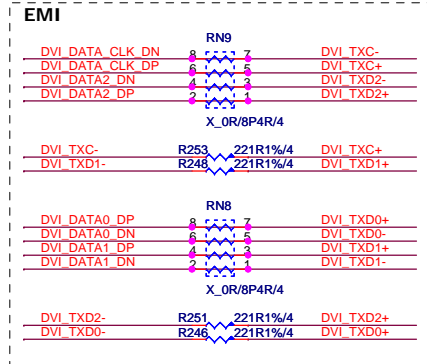 EMI
RN9
DVI_DATA_CLK_DN 8 7 DVI_TXC-
DVI_DATA_CLK_DP 6 5 DVI_TXC+
DVI_DATA2_DN 4 3 DVI_TXD2-
DVI_DATA2_DP 2 1 DVI_TXD2+
X_0R/8P4R/4
DVI_TXC- R253 221R1%/4 DVI_TXC+
DVI_TXD1- R248 221R1%/4 DVI_TXD1+
RN8
DVI_DATA0_DP 8 7 DVI_TXD0+
DVI_DATA0_DN 6 5 DVI_TXD0-
DVI_DATA1_DP 4 3 DVI_TXD1+
DVI_DATA1_DN 2 1 DVI_TXD1-
X_0R/8P4R/4
DVI_TXD2- R251 221R1%/4 DVI_TXD2+
DVI_TXD0- R246 221R1%/4 DVI_TXD0+